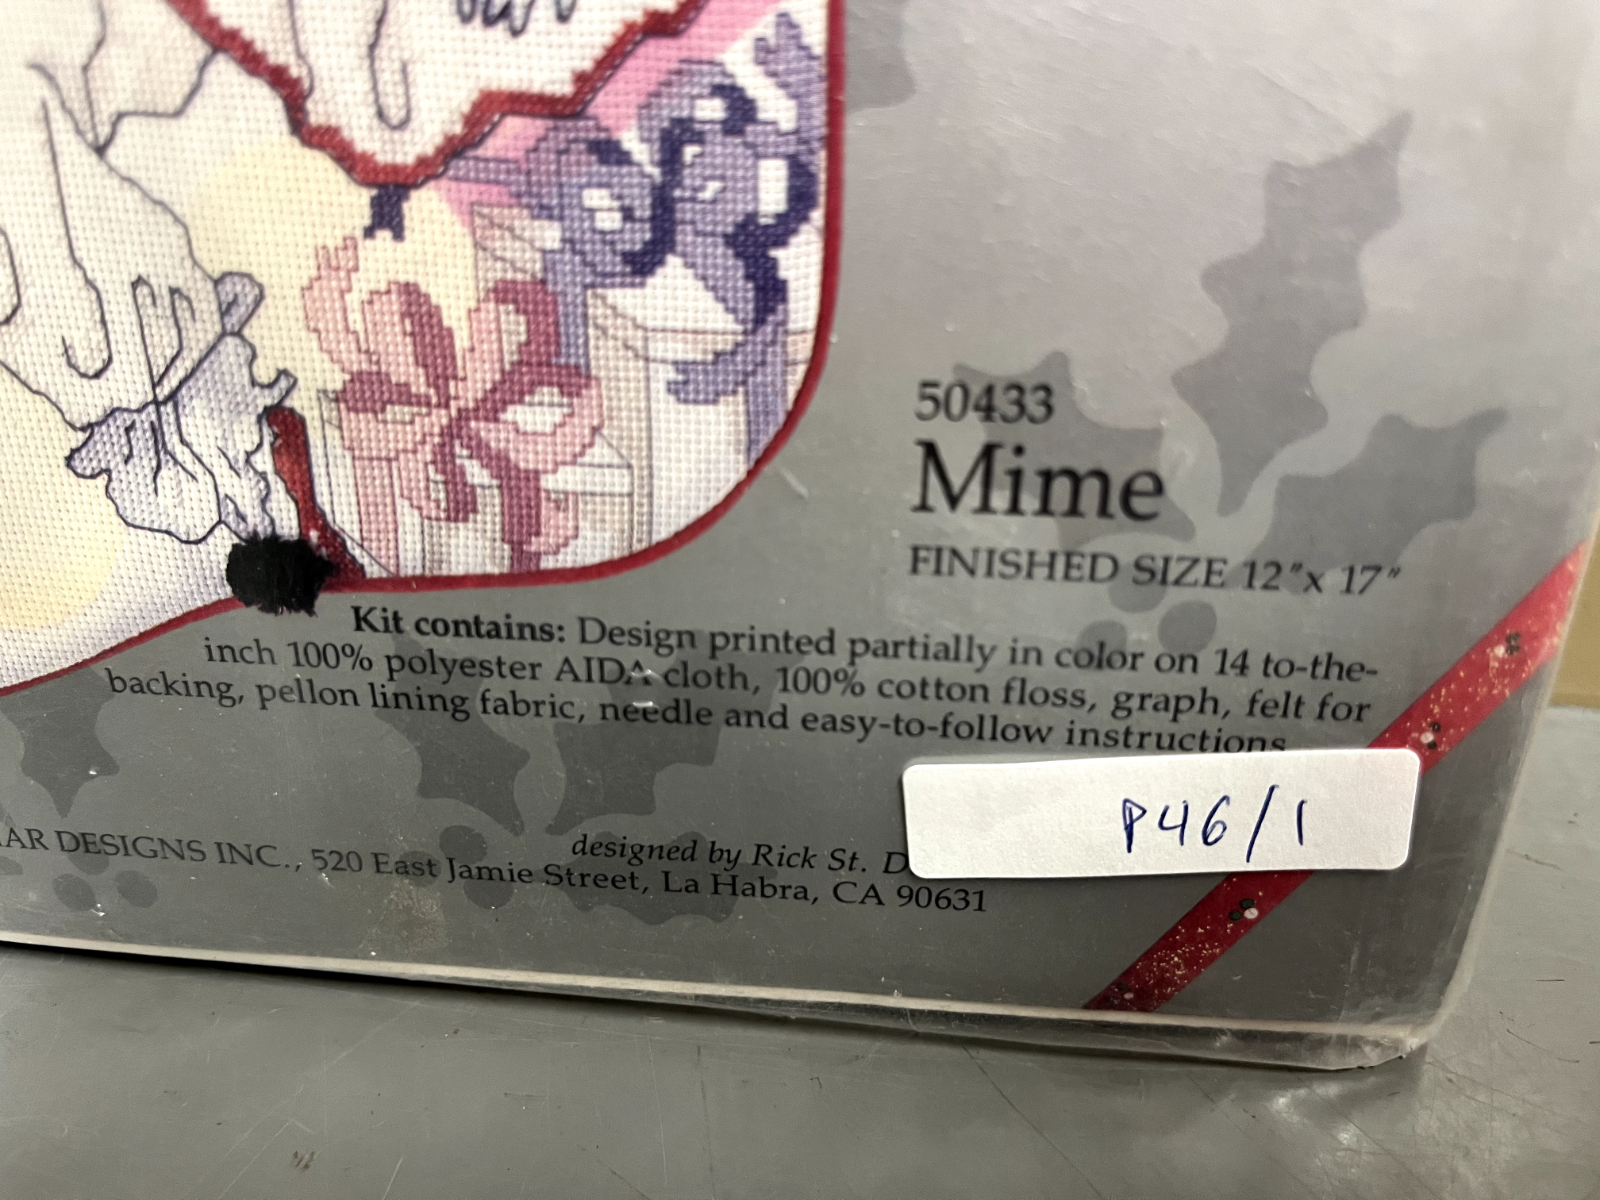 50433
Mime
FINISHED SIZE 12"x 17"
Kit contains: Design printed partially in color on 14 to-the-
inch 100% polyester AIDA cloth, 100% cotton floss, graph, felt for
backing, pellon lining fabric, needle and easy-to-follow instructions
P46/1
designed by Rick St. D
AR DESIGNS INC., 520 East Jamie Street, La Habra, CA 90631